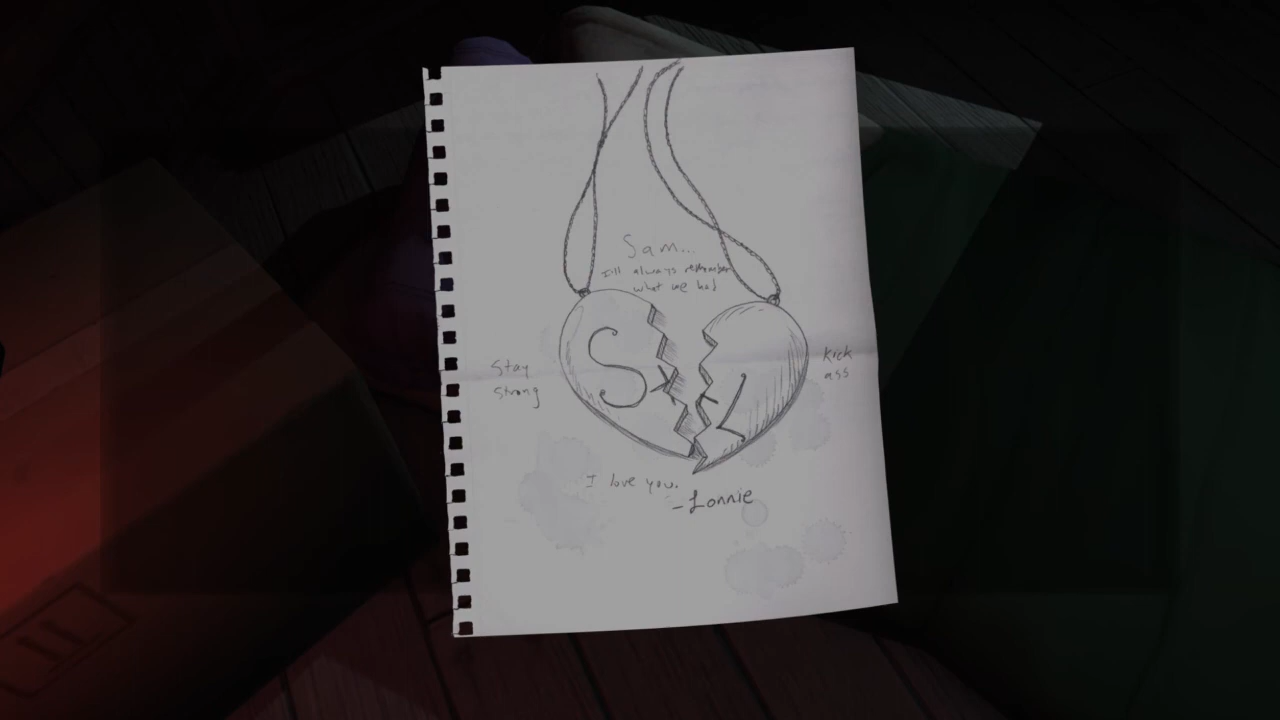 Sam...
I'll always remember
what we had
Stay
strong
S +
+ L
Kick
ass
I love you.
-Lonnie